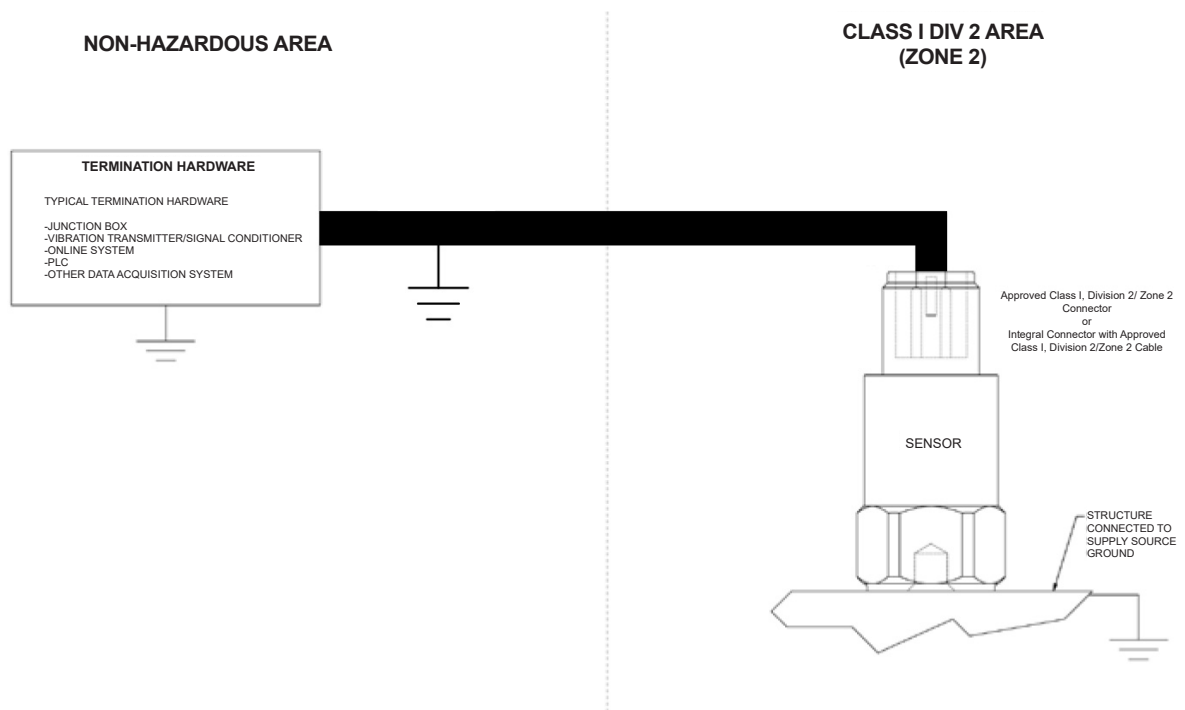 NON-HAZARDOUS AREA
CLASS I DIV 2 AREA
(ZONE 2)
TERMINATION HARDWARE
TYPICAL TERMINATION HARDWARE
-JUNCTION BOX
-VIBRATION TRANSMITTER/SIGNAL CONDITIONER
-ONLINE SYSTEM
-PLC
-OTHER DATA ACQUISITION SYSTEM
Approved Class I, Division 2/ Zone 2
Connector
or
Integral Connector with Approved
Class I, Division 2/Zone 2 Cable
SENSOR
STRUCTURE
CONNECTED TO
SUPPLY SOURCE
GROUND